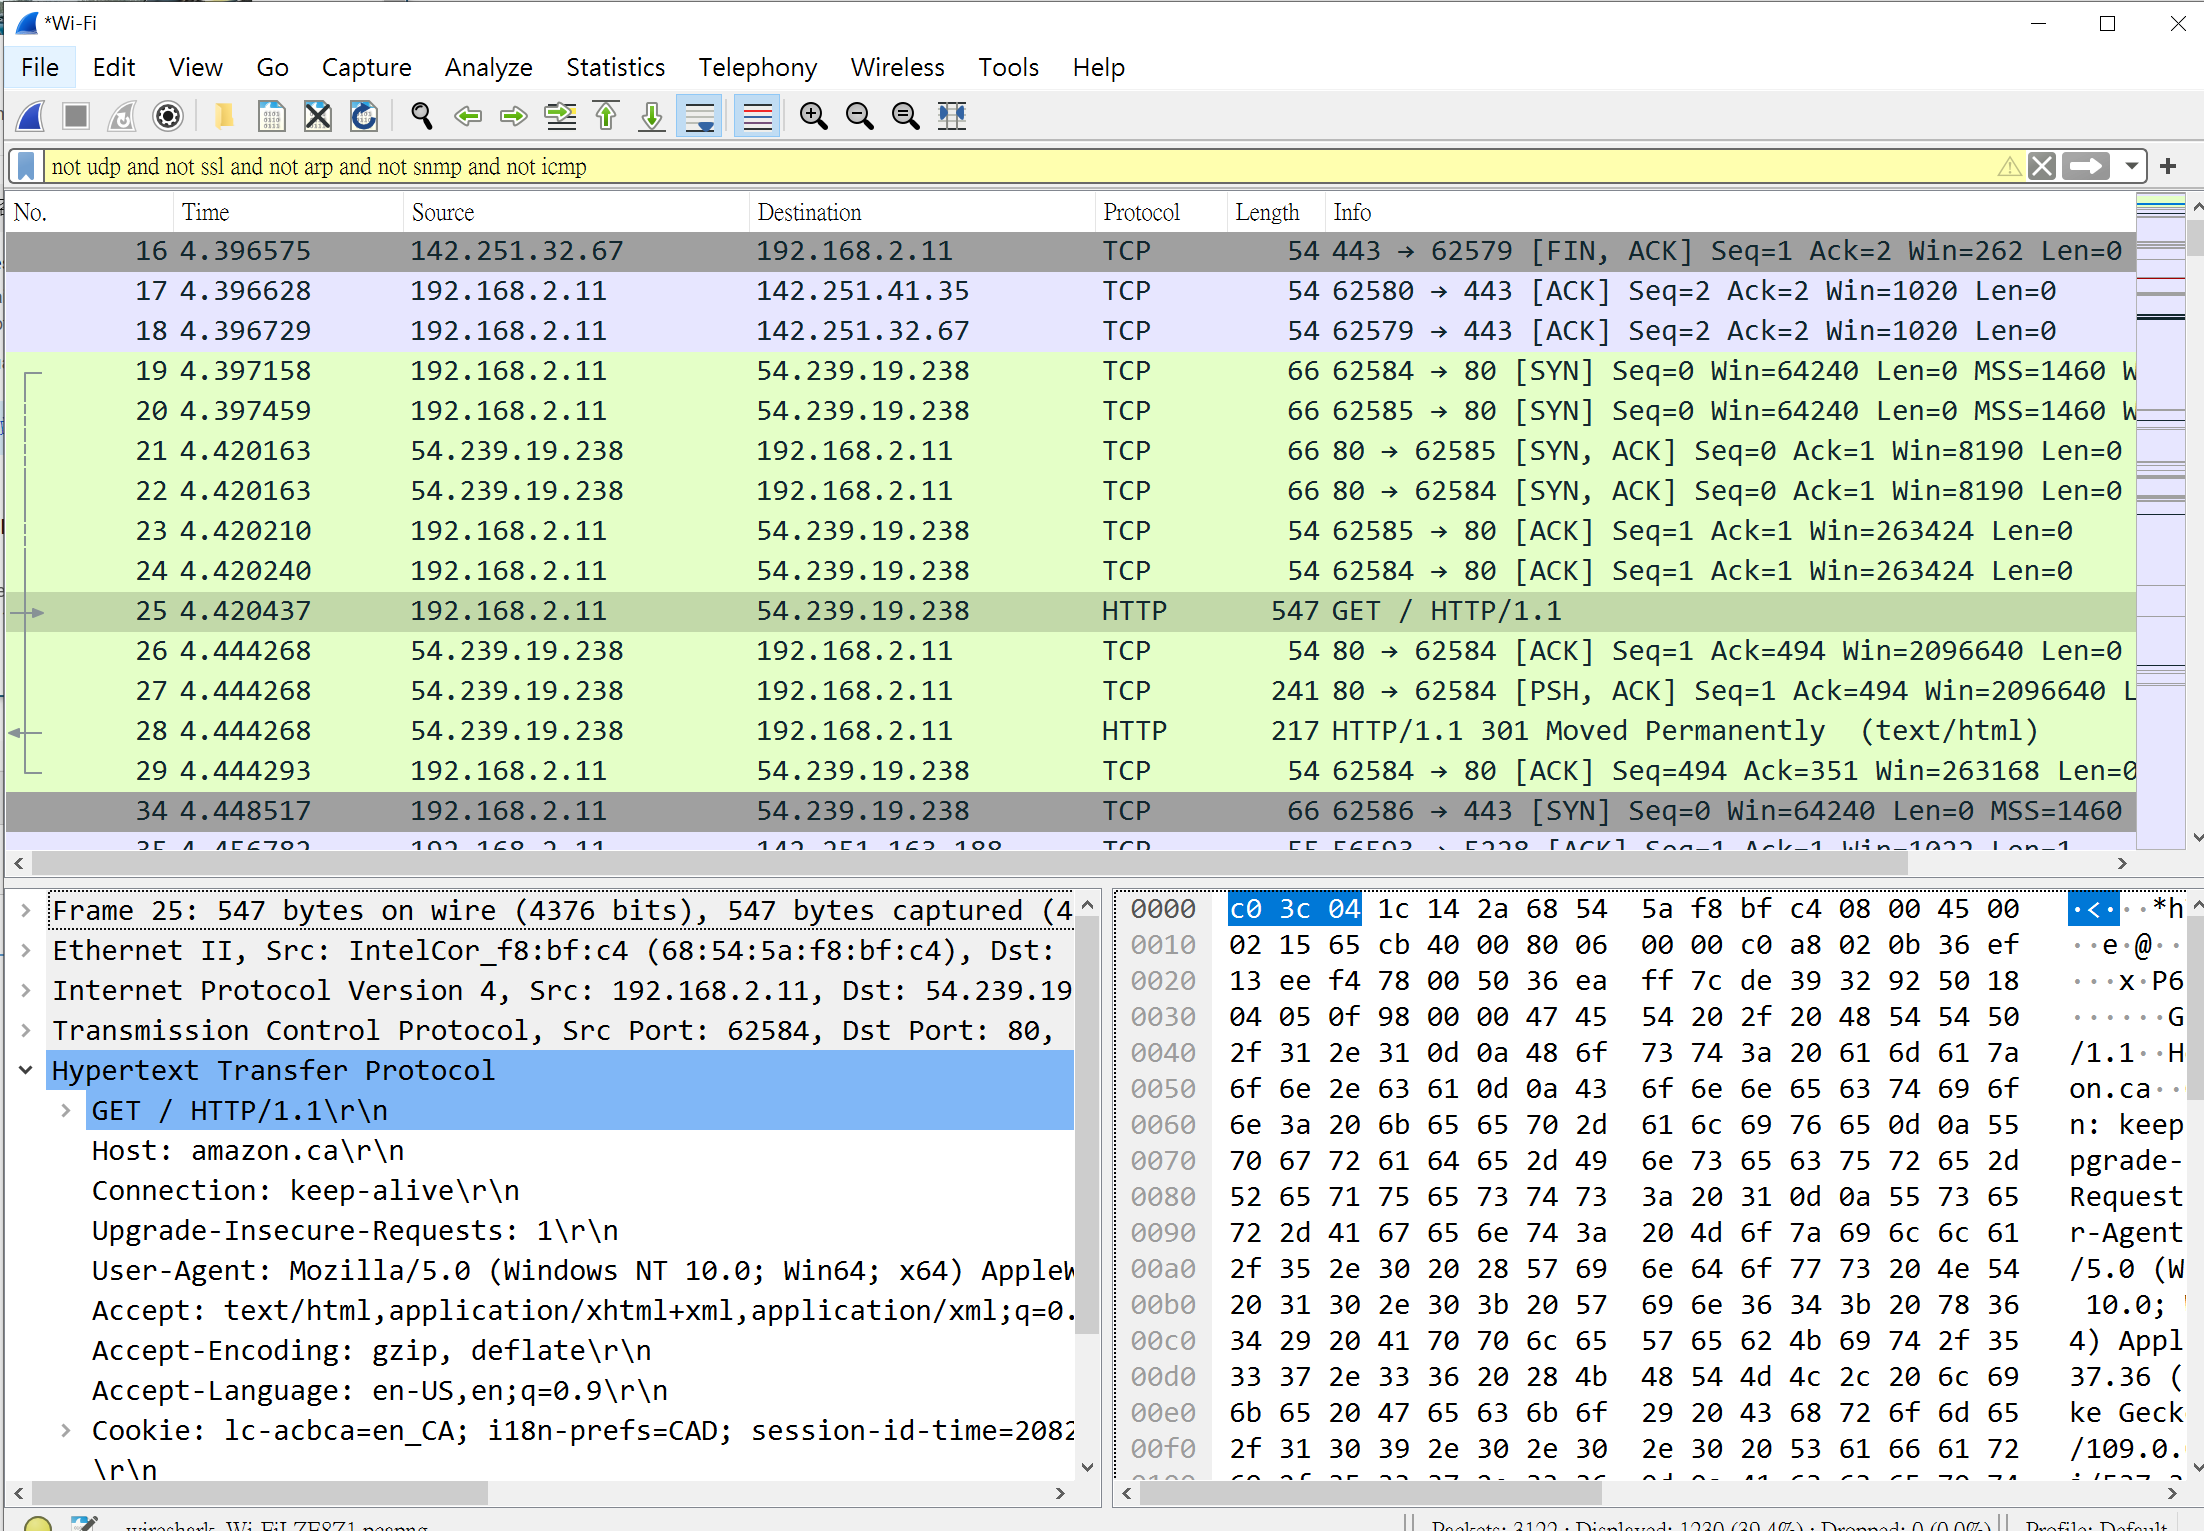 *Wi-Fi
File Edit View Go Capture Analyze Statistics Telephony Wireless Tools Help
not udp and not ssl and not arp and not snmp and not icmp
No. Time Source Destination Protocol Length Info
16 4.396575 142.251.32.67 192.168.2.11 TCP 54 443 → 62579 [FIN, ACK] Seq=1 Ack=2 Win=262 Len=0
17 4.396628 192.168.2.11 142.251.41.35 TCP 54 62580 → 443 [ACK] Seq=2 Ack=2 Win=1020 Len=0
18 4.396729 192.168.2.11 142.251.32.67 TCP 54 62579 → 443 [ACK] Seq=2 Ack=2 Win=1020 Len=0
19 4.397158 192.168.2.11 54.239.19.238 TCP 66 62584 → 80 [SYN] Seq=0 Win=64240 Len=0 MSS=1460 W
20 4.397459 192.168.2.11 54.239.19.238 TCP 66 62585 → 80 [SYN] Seq=0 Win=64240 Len=0 MSS=1460 W
21 4.420163 54.239.19.238 192.168.2.11 TCP 66 80 → 62585 [SYN, ACK] Seq=0 Ack=1 Win=8190 Len=0
22 4.420163 54.239.19.238 192.168.2.11 TCP 66 80 → 62584 [SYN, ACK] Seq=0 Ack=1 Win=8190 Len=0
23 4.420210 192.168.2.11 54.239.19.238 TCP 54 62585 → 80 [ACK] Seq=1 Ack=1 Win=263424 Len=0
24 4.420240 192.168.2.11 54.239.19.238 TCP 54 62584 → 80 [ACK] Seq=1 Ack=1 Win=263424 Len=0
25 4.420437 192.168.2.11 54.239.19.238 HTTP 547 GET / HTTP/1.1
26 4.444268 54.239.19.238 192.168.2.11 TCP 54 80 → 62584 [ACK] Seq=1 Ack=494 Win=2096640 Len=0
27 4.444268 54.239.19.238 192.168.2.11 TCP 241 80 → 62584 [PSH, ACK] Seq=1 Ack=494 Win=2096640 L
28 4.444268 54.239.19.238 192.168.2.11 HTTP 217 HTTP/1.1 301 Moved Permanently (text/html)
29 4.444293 192.168.2.11 54.239.19.238 TCP 54 62584 → 80 [ACK] Seq=494 Ack=351 Win=263168 Len=0
34 4.448517 192.168.2.11 54.239.19.238 TCP 66 62586 → 443 [SYN] Seq=0 Win=64240 Len=0 MSS=1460
35 4.456782 192.168.2.11 142.251.163.188 TCP 55 56593 → 5228 [ACK] Seq=1 Ack=1 Win=1022 Len=1
Frame 25: 547 bytes on wire (4376 bits), 547 bytes captured (4
Ethernet II, Src: IntelCor_f8:bf:c4 (68:54:5a:f8:bf:c4), Dst:
Internet Protocol Version 4, Src: 192.168.2.11, Dst: 54.239.19
Transmission Control Protocol, Src Port: 62584, Dst Port: 80,
Hypertext Transfer Protocol
GET / HTTP/1.1\r\n
Host: amazon.ca\r\n
Connection: keep-alive\r\n
Upgrade-Insecure-Requests: 1\r\n
User-Agent: Mozilla/5.0 (Windows NT 10.0; Win64; x64) AppleW
Accept: text/html,application/xhtml+xml,application/xml;q=0.
Accept-Encoding: gzip, deflate\r\n
Accept-Language: en-US,en;q=0.9\r\n
Cookie: lc-acbca=en_CA; i18n-prefs=CAD; session-id-time=2082
\r\n
0000 c0 3c 04 1c 14 2a 68 54 5a f8 bf c4 08 00 45 00 ·<· ··*h
0010 02 15 65 cb 40 00 80 06 00 00 c0 a8 02 0b 36 ef ··e·@··
0020 13 ee f4 78 00 50 36 ea ff 7c de 39 32 92 50 18 ···x·P6
0030 04 05 0f 98 00 00 47 45 54 20 2f 20 48 54 54 50 ······G
0040 2f 31 2e 31 0d 0a 48 6f 73 74 3a 20 61 6d 61 7a /1.1··H
0050 6f 6e 2e 63 61 0d 0a 43 6f 6e 6e 65 63 74 69 6f on.ca··
0060 6e 3a 20 6b 65 65 70 2d 61 6c 69 76 65 0d 0a 55 n: keep
0070 70 67 72 61 64 65 2d 49 6e 73 65 63 75 72 65 2d pgrade-
0080 52 65 71 75 65 73 74 73 3a 20 31 0d 0a 55 73 65 Request
0090 72 2d 41 67 65 6e 74 3a 20 4d 6f 7a 69 6c 6c 61 r-Agent
00a0 2f 35 2e 30 20 28 57 69 6e 64 6f 77 73 20 4e 54 /5.0 (W
00b0 20 31 30 2e 30 3b 20 57 69 6e 36 34 3b 20 78 36 10.0;
00c0 34 29 20 41 70 70 6c 65 57 65 62 4b 69 74 2f 35 4) Appl
00d0 33 37 2e 33 36 20 28 4b 48 54 4d 4c 2c 20 6c 69 37.36 (
00e0 6b 65 20 47 65 63 6b 6f 29 20 43 68 72 6f 6d 65 ke Geck
00f0 2f 31 30 39 2e 30 2e 30 2e 30 20 53 61 66 61 72 /109.0.
wireshark_Wi-FiLZE8Z1.pcapng
Packets: 3122 · Displayed: 1230 (39.4%) · Dropped: 0 (0.0%)
Profile: Default